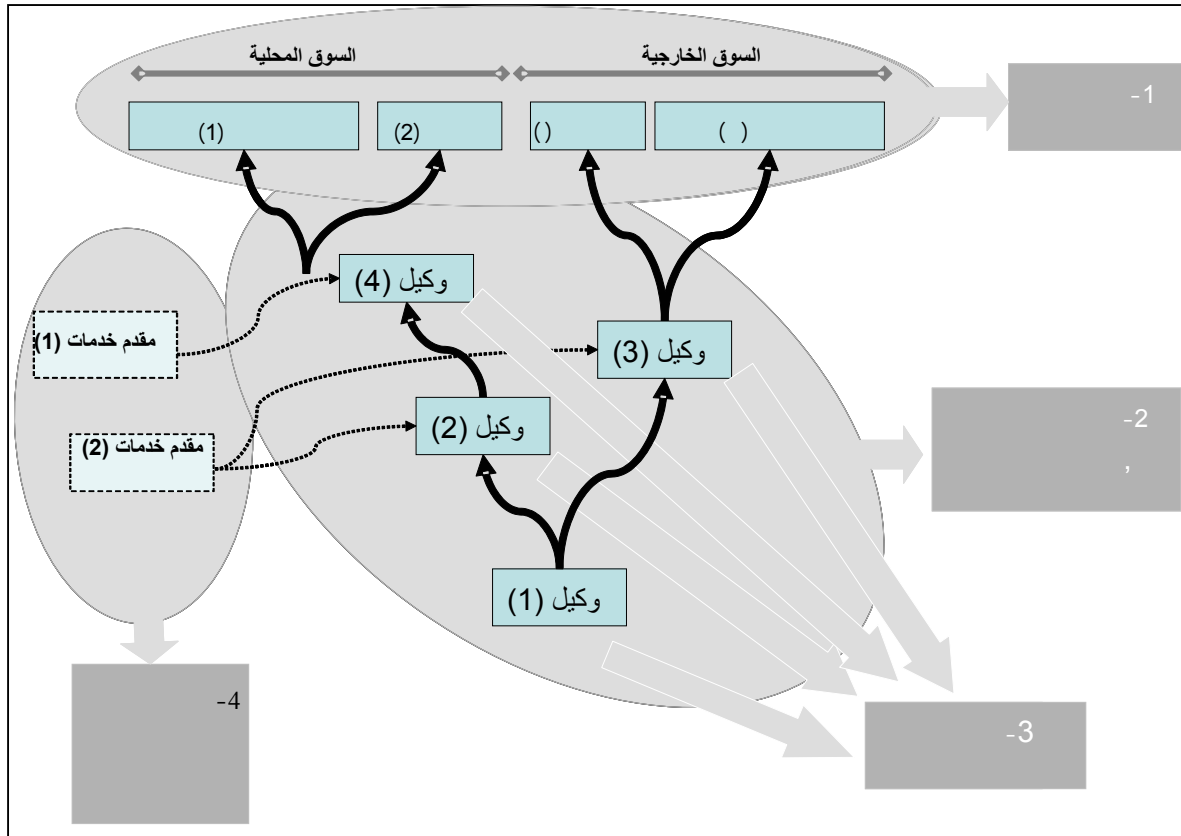 السوق الخارجية
السوق المحلية
-1
( )
()
(2)
(1)
وكيل (4)
وكيل (3)
مقدم خدمات (1)
وكيل (2)
مقدم خدمات (2)
-2
,
وكيل (1)
-4
-3